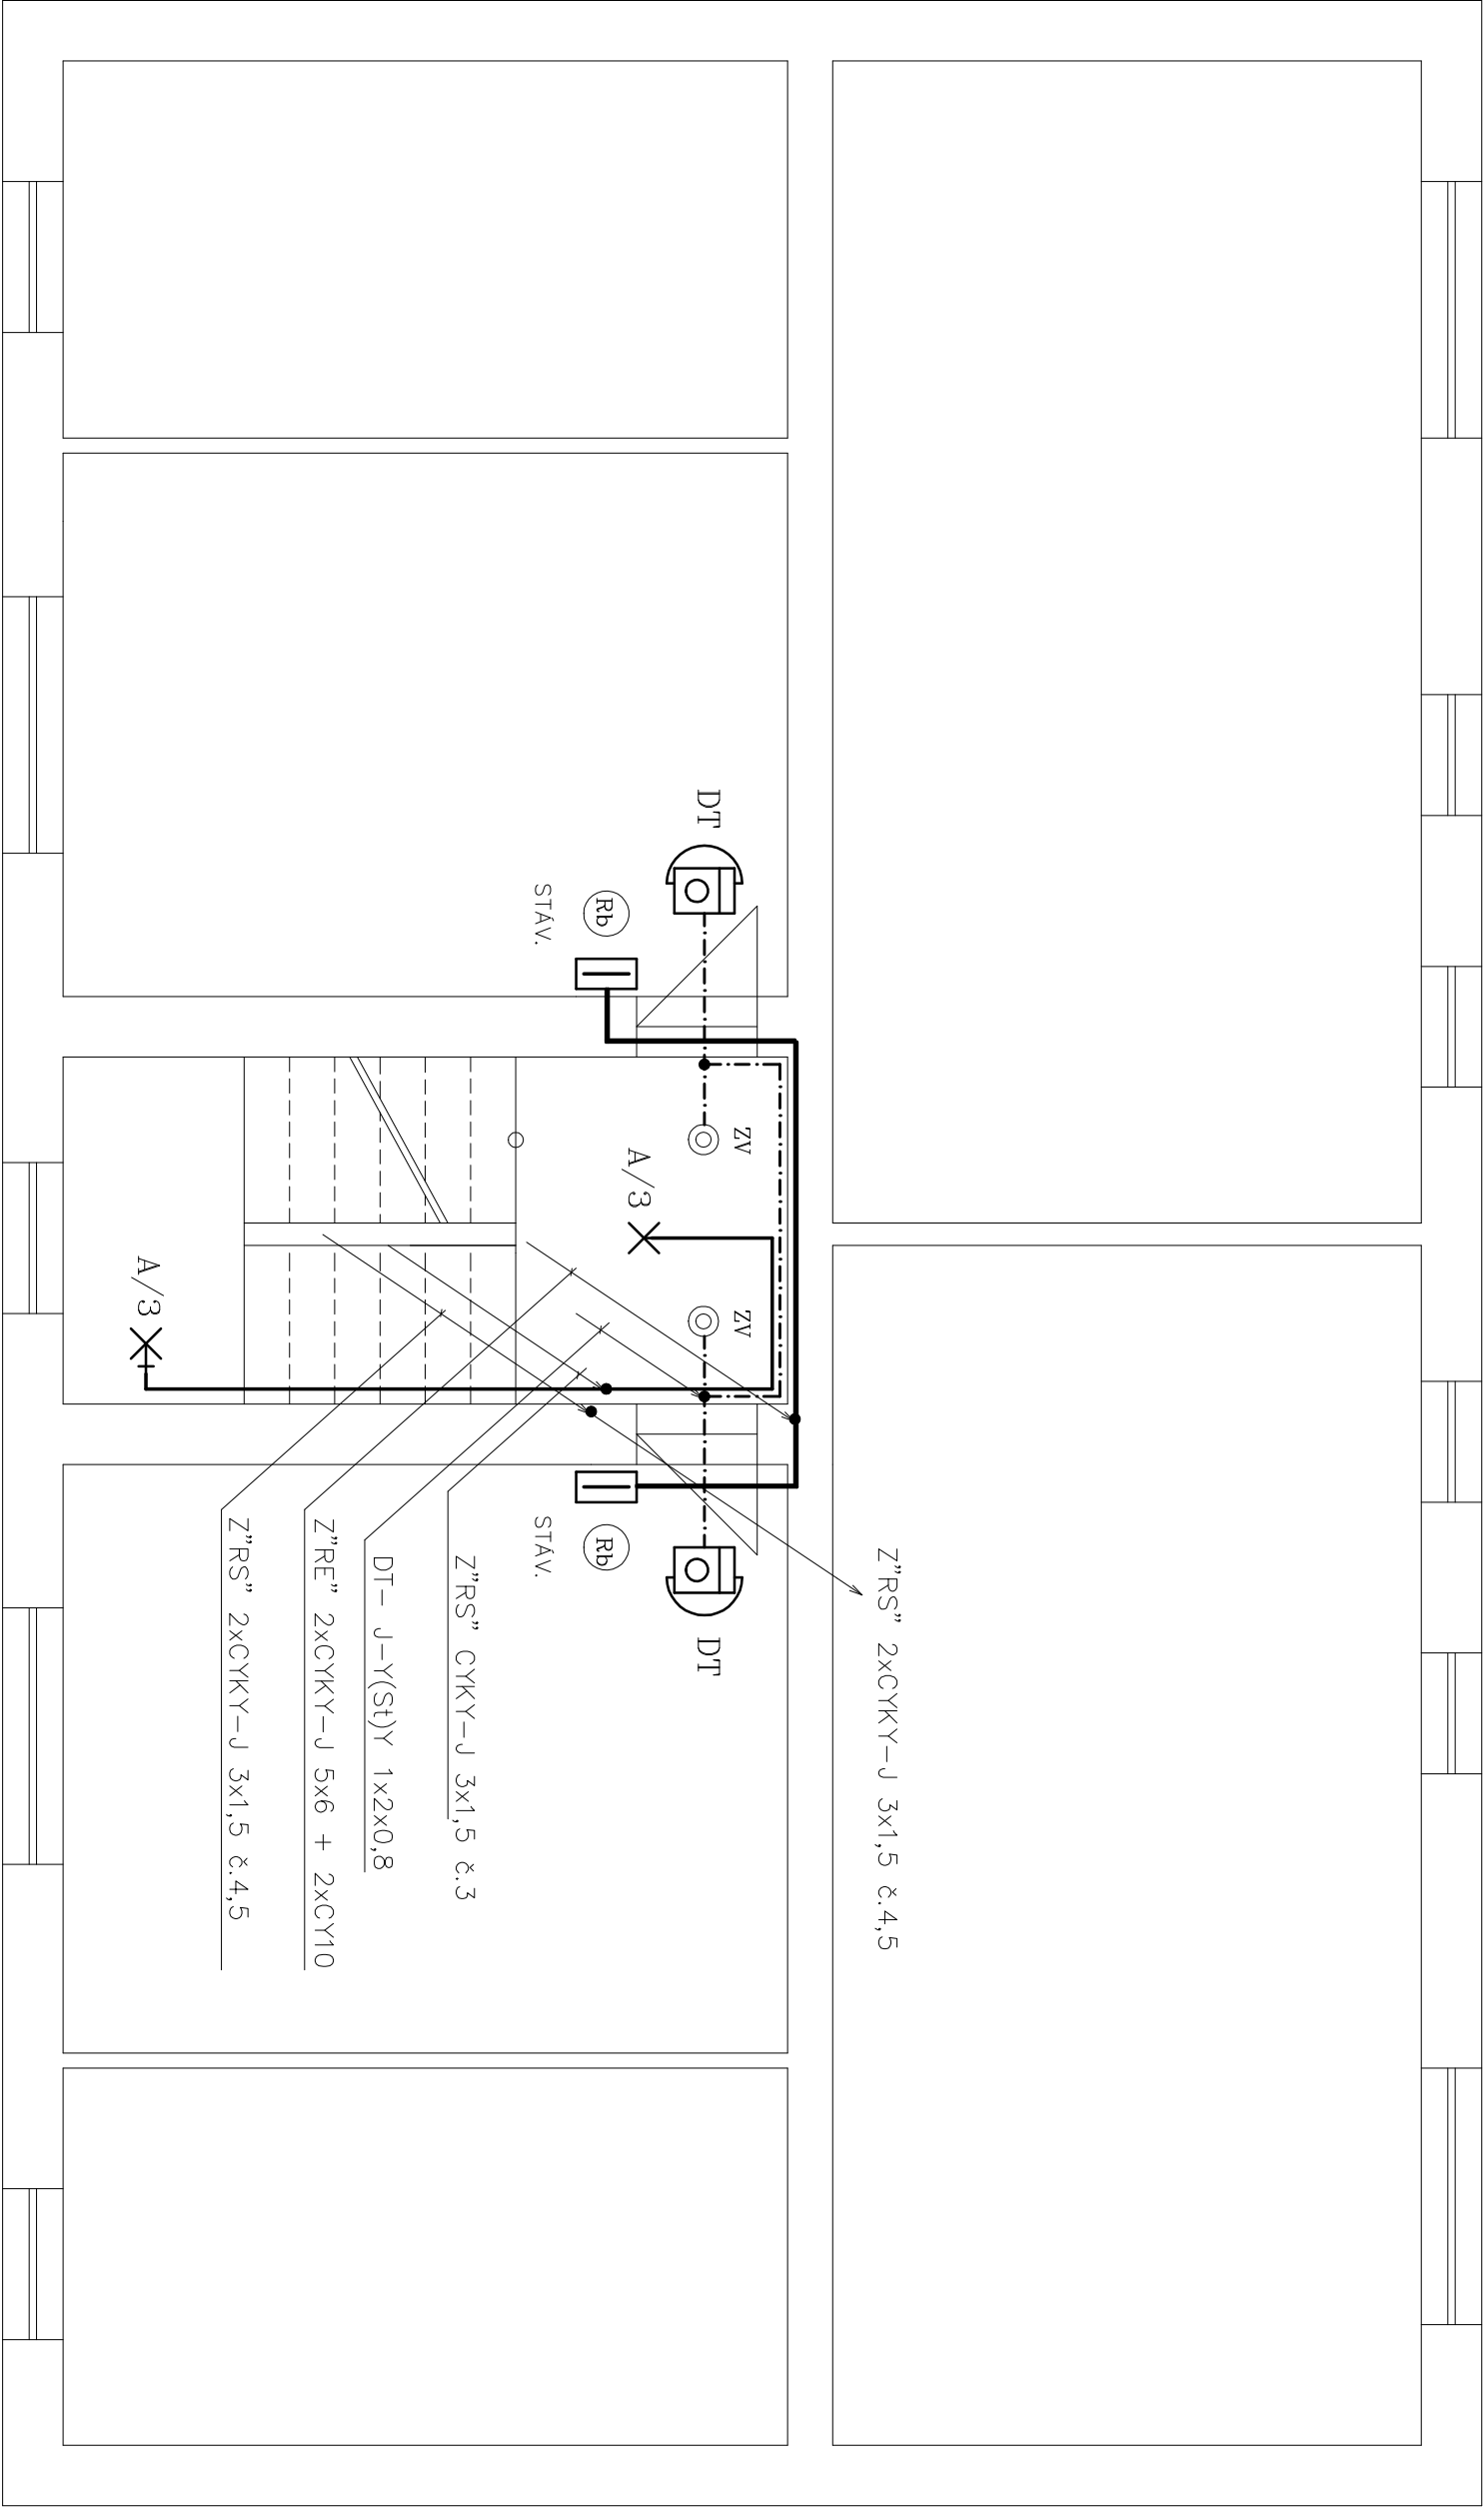 DT
Rb
STÁV.
ZV
A/3
A/3
ZV
Rb
STÁV.
DT
Z"RS" 2xCYKY-J 3x1,5 č.4,5
Z"RS" CYKY-J 3x1,5 č.3
DT- J-Y(St)Y 1x2x0,8
Z"RE" 2xCYKY-J 5x6 + 2xCY10
Z"RS" 2xCYKY-J 3x1,5 č.4,5